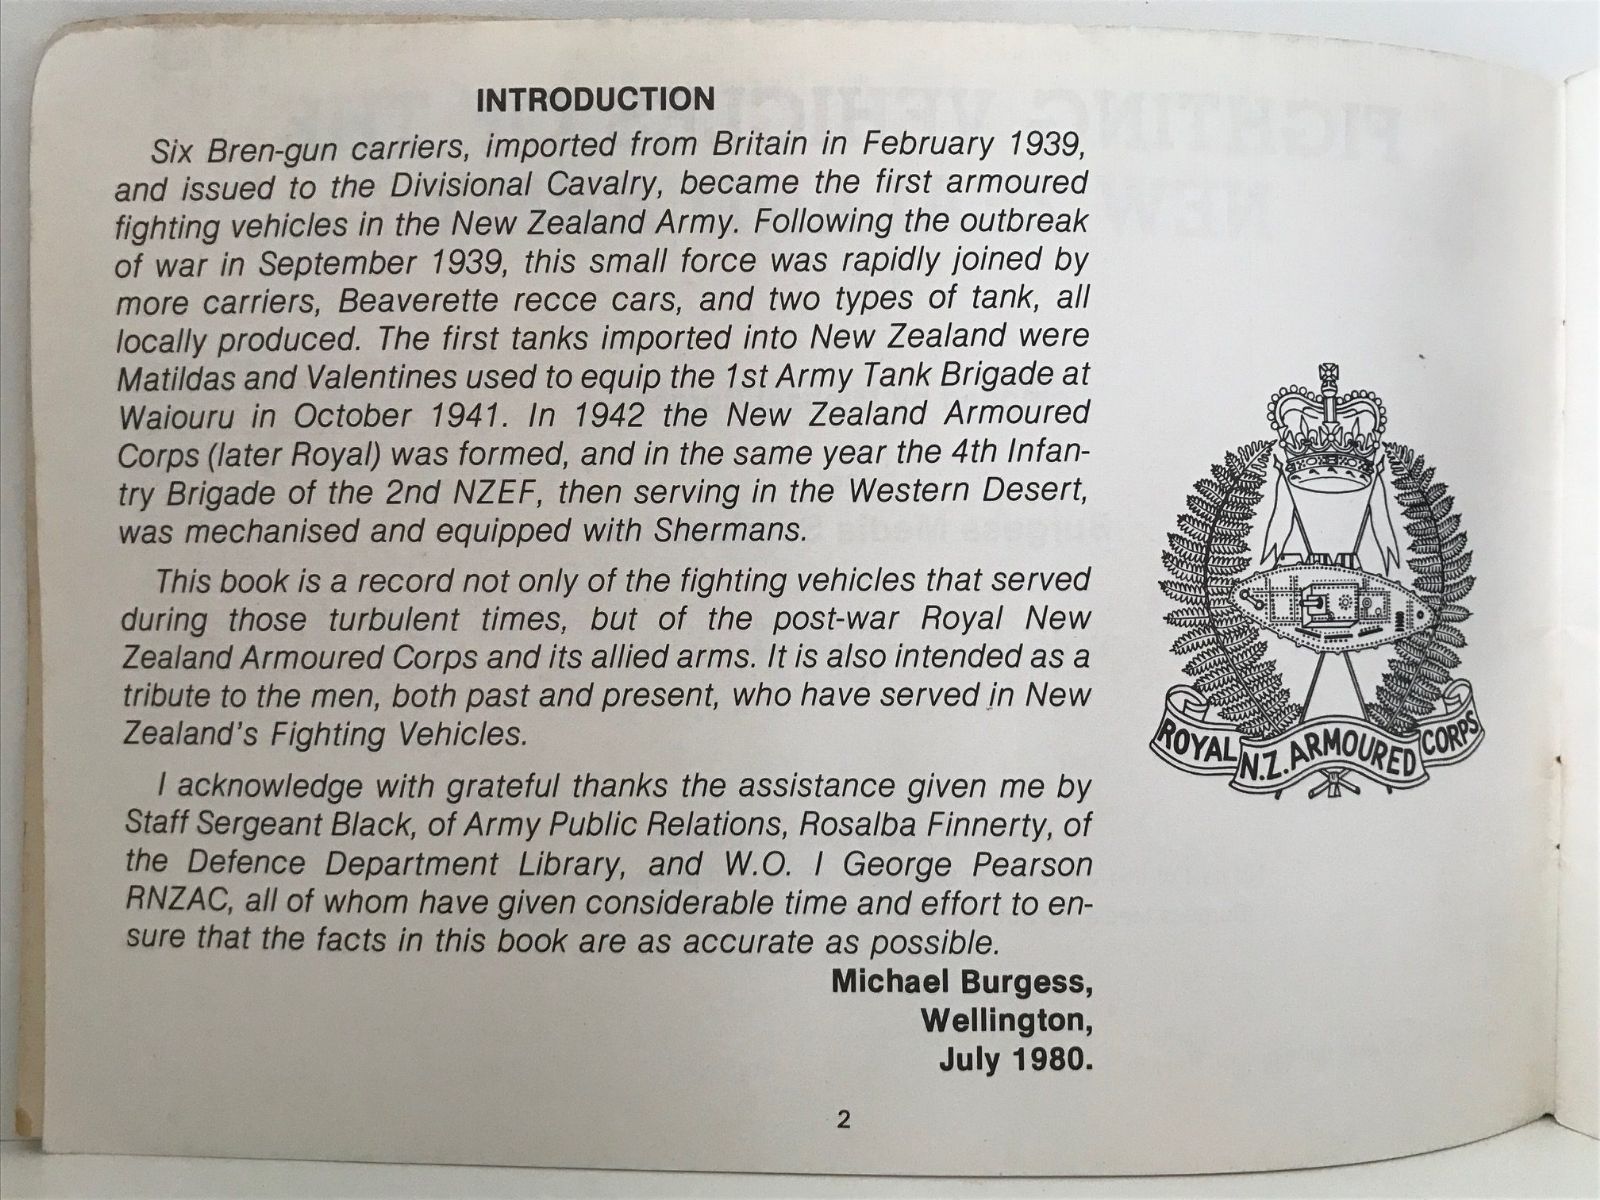 INTRODUCTION
Six Bren-gun carriers, imported from Britain in February 1939,
and issued to the Divisional Cavalry, became the first armoured
fighting vehicles in the New Zealand Army. Following the outbreak
of war in September 1939, this small force was rapidly joined by
more carriers, Beaverette recce cars, and two types of tank, all
locally produced. The first tanks imported into New Zealand were
Matildas and Valentines used to equip the 1st Army Tank Brigade at
Waiouru in October 1941. In 1942 the New Zealand Armoured
Corps (later Royal) was formed, and in the same year the 4th Infan-
try Brigade of the 2nd NZEF, then serving in the Western Desert,
was mechanised and equipped with Shermans.
This book is a record not only of the fighting vehicles that served
during those turbulent times, but of the post-war Royal New
Zealand Armoured Corps and its allied arms. It is also intended as a
tribute to the men, both past and present, who have served in New
Zealand's Fighting Vehicles.
I acknowledge with grateful thanks the assistance given me by
Staff Sergeant Black, of Army Public Relations, Rosalba Finnerty, of
the Defence Department Library, and W.O. I George Pearson
RNZAC, all of whom have given considerable time and effort to en-
sure that the facts in this book are as accurate as possible.
Michael Burgess,
Wellington,
July 1980.
2
ROYAL N.Z. ARMOURED CORPS